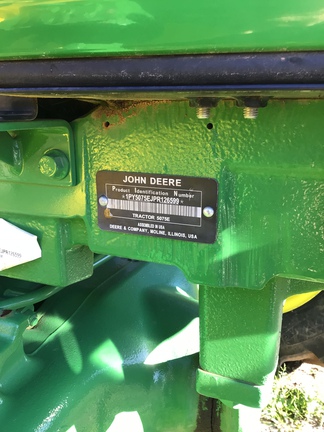 JOHN DEERE
Product Identification Number
*1PY5075EJPR126599*
TRACTOR 5075E
ASSEMBLED IN USA
DEERE & COMPANY, MOLINE, ILLINOIS, USA